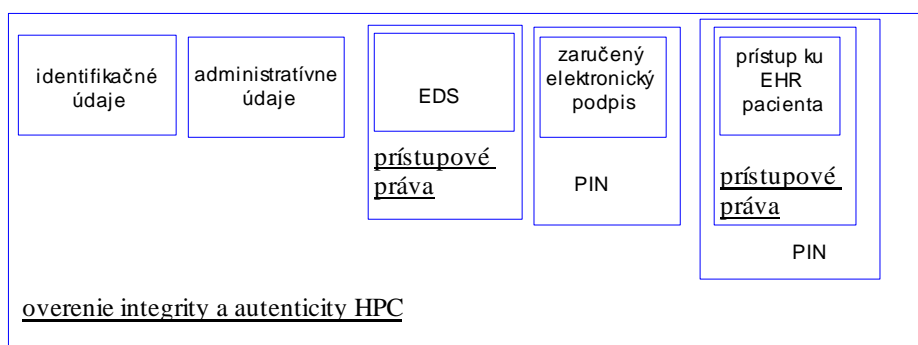 identifikačné
údaje
administratívne
údaje
EDS
prístupové
práva
zaručený
elektronický
podpis
PIN
prístup ku
EHR
pacienta
prístupové
práva
PIN
overenie integrity a autenticity HPC